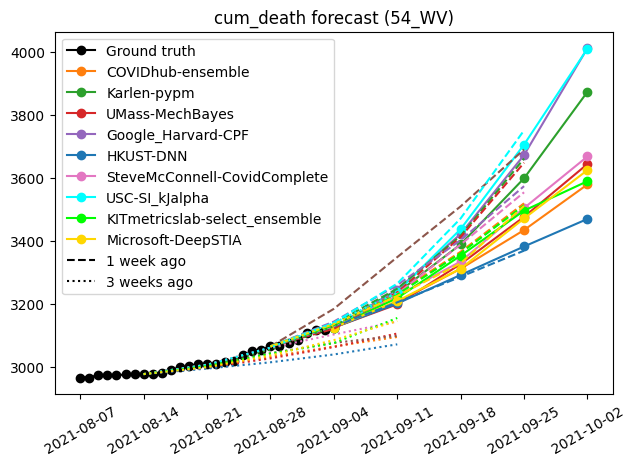 cum_death forecast (54_WV)
4000
3800
3600
3400
3200
3000
Ground truth
COVIDhub-ensemble
Karlen-pypm
UMass-MechBayes
Google_Harvard-CPF
HKUST-DNN
SteveMcConnell-CovidComplete
USC-SI_kJalpha
KITmetricslab-select_ensemble
Microsoft-DeepSTIA
1 week ago
3 weeks ago
2021-08-07
2021-08-14
2021-08-21
2021-08-28
2021-09-04
2021-09-11
2021-09-18
2021-09-25
2021-10-02